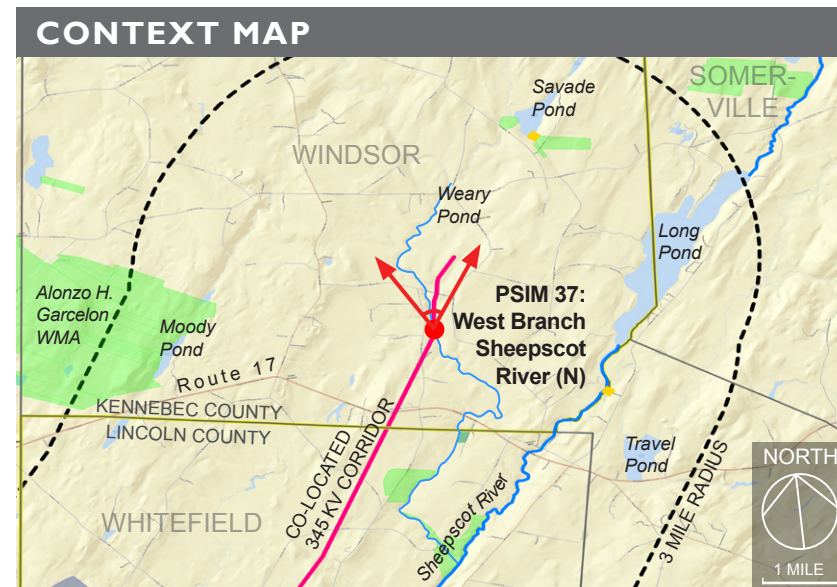 CONTEXT MAP
SOMER-
VILLE
Savade
Pond
WINDSOR
Weary
Pond
Long
Pond
PSIM 37:
West Branch
Sheepscot
River (N)
Alonzo H.
Garcelon
WMA
Moody
Pond
Route 17
KENNEBEC COUNTY
LINCOLN COUNTY
CO-LOCATED
345 KV CORRIDOR
Travel
Pond
3 MILE RADIUS
WHITEFIELD
Sheepscot River
NORTH
1 MILE